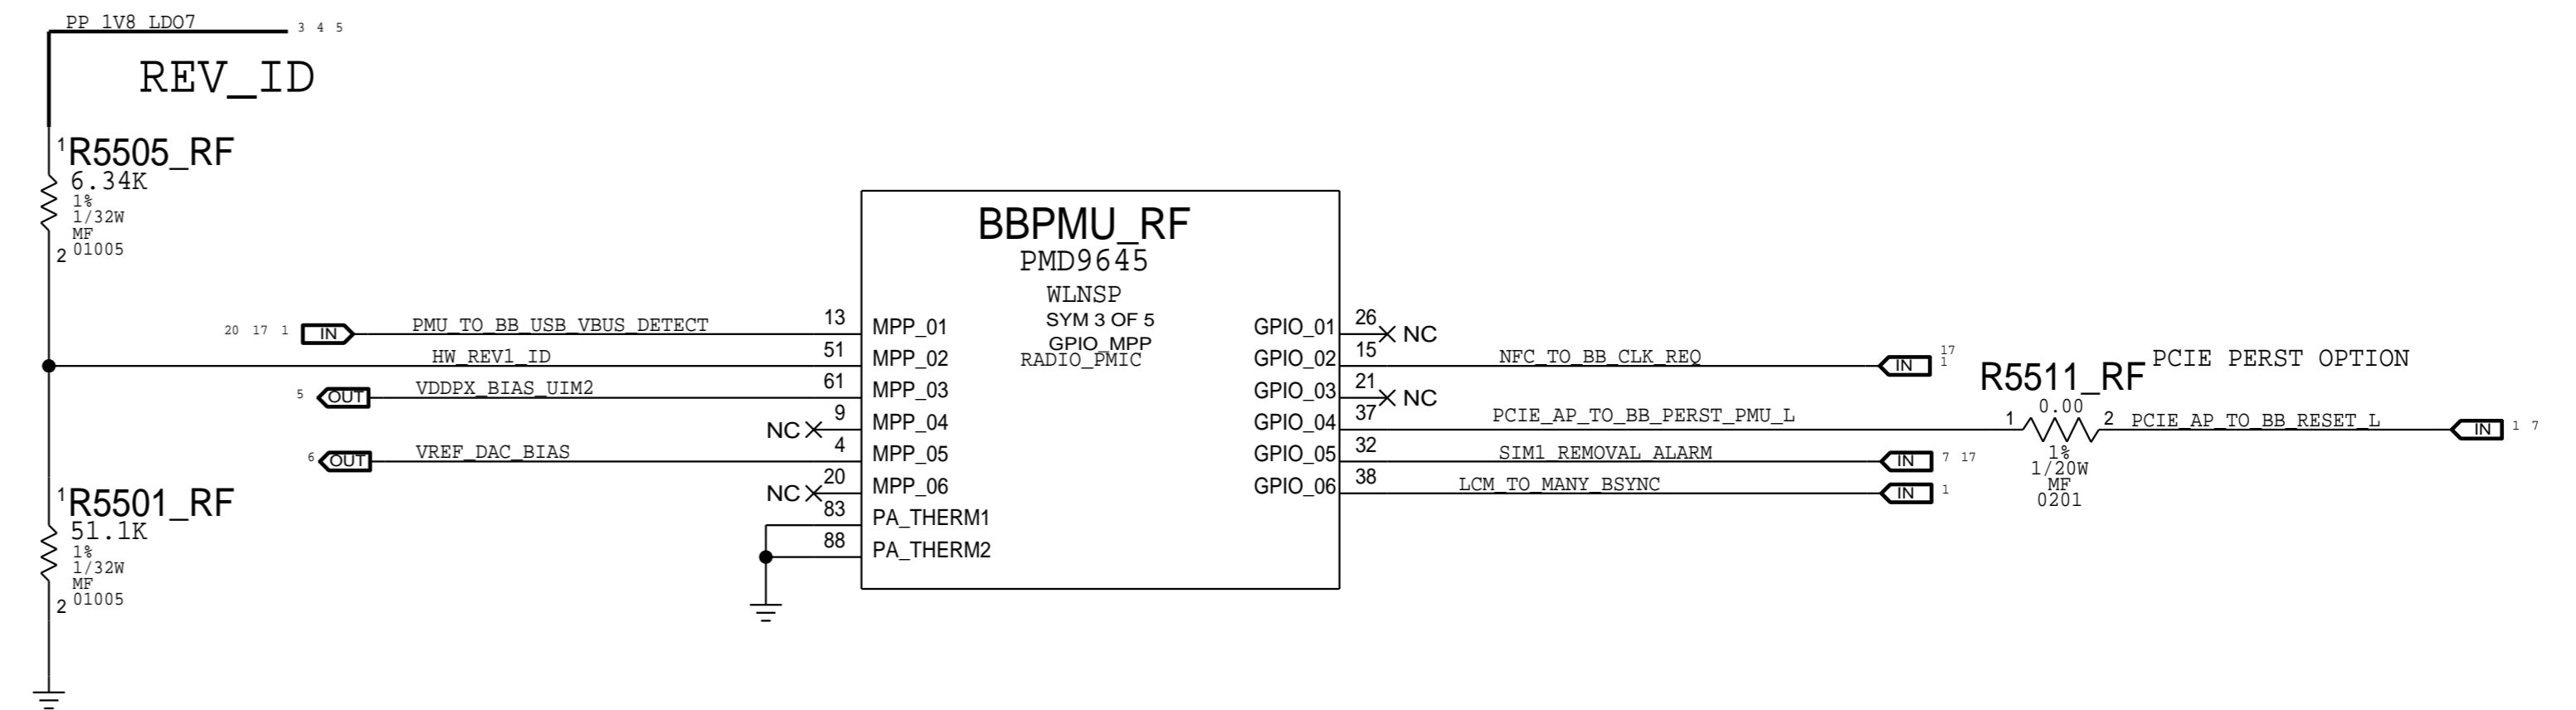 PP_1V8_LDO7 3 4 5
REV_ID
1 R5505_RF
6.34K
1%
1/32W
MF
01005
2
1 R5501_RF
51.1K
1%
1/32W
MF
01005
2
BBPMU_RF
PMD9645
WLNSP
SYM 3 OF 5
GPIO_MPP
RADIO_PMIC
20 17 1 IN PMU_TO_BB_USB_VBUS_DETECT 13 MPP_01
HW_REV1_ID 51 MPP_02
5 OUT VDDPX_BIAS_UIM2 61 MPP_03
NC 9 MPP_04
6 OUT VREF_DAC_BIAS 4 MPP_05
NC 20 MPP_06
83 PA_THERM1
88 PA_THERM2
GPIO_01 26 NC
GPIO_02 15 NFC_TO_BB_CLK_REQ IN 17 1
GPIO_03 21 NC
GPIO_04 37 PCIE_AP_TO_BB_PERST_PMU_L
GPIO_05 32 SIM1_REMOVAL_ALARM IN 7 17
GPIO_06 38 LCM_TO_MANY_BSYNC IN 1
PCIE PERST OPTION
R5511_RF
0.00
1 2 PCIE_AP_TO_BB_RESET_L IN 1 7
1%
1/20W
MF
0201